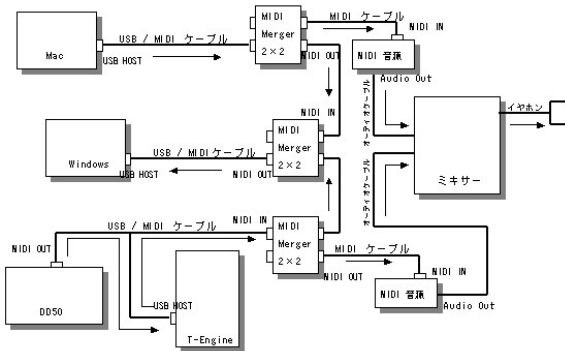 Mac
USB / MIDI ケーブル
USB HOST
MIDI
Merger
2×2
MIDI ケーブル
NIDI IN
NIDI 音源
Audio Out
NIDI OUT
NIDI IN
オーディオケーブル
イヤホン
ミキサー
Windows
USB / MIDIケーブル
USB HOST
NIDI OUT
MIDI
Merger
2×2
オーディオケーブル
USB / MIDI ケーブル
NIDI IN
NIDI OUT
MIDI
Merger
2×2
MIDI ケーブル
NIDI OUT
NIDI IN
NIDI 音源
Audio Out
DD50
USB HOST
T-Engine